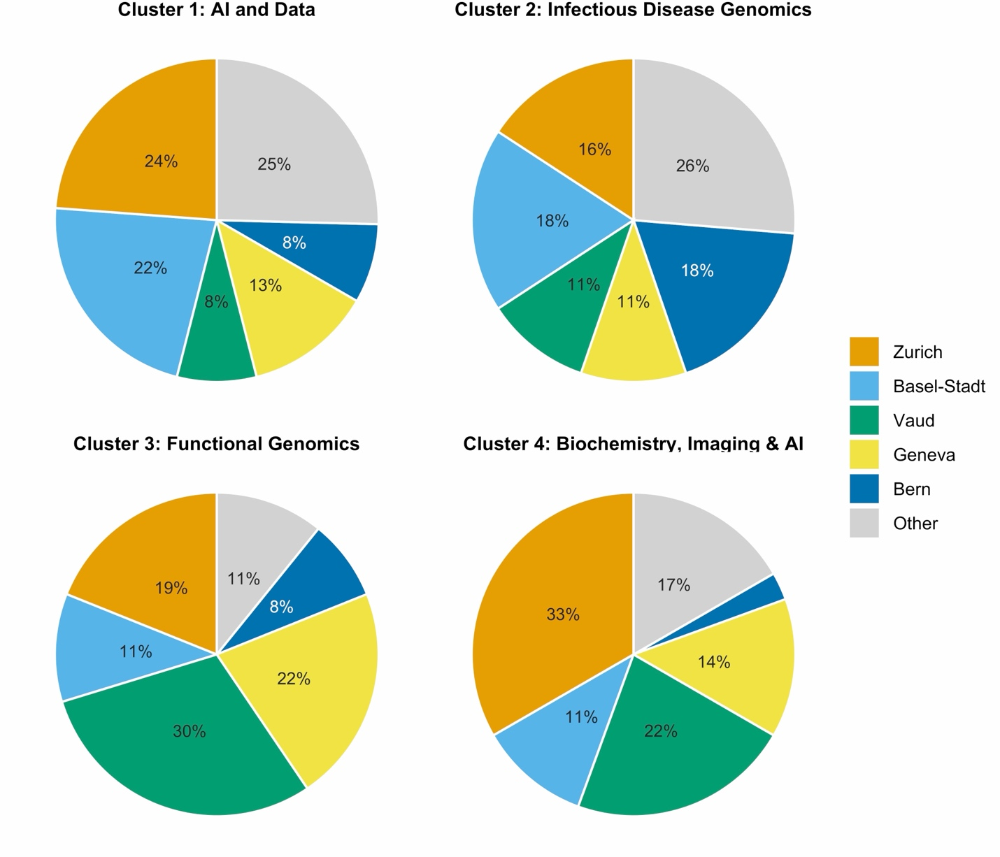 Cluster 1: AI and Data
24%
25%
22%
8%
13%
8%
Cluster 2: Infectious Disease Genomics
16%
26%
18%
18%
11%
11%
Cluster 3: Functional Genomics
19%
11%
8%
11%
22%
30%
Cluster 4: Biochemistry, Imaging & AI
33%
17%
14%
11%
22%
Zurich
Basel-Stadt
Vaud
Geneva
Bern
Other